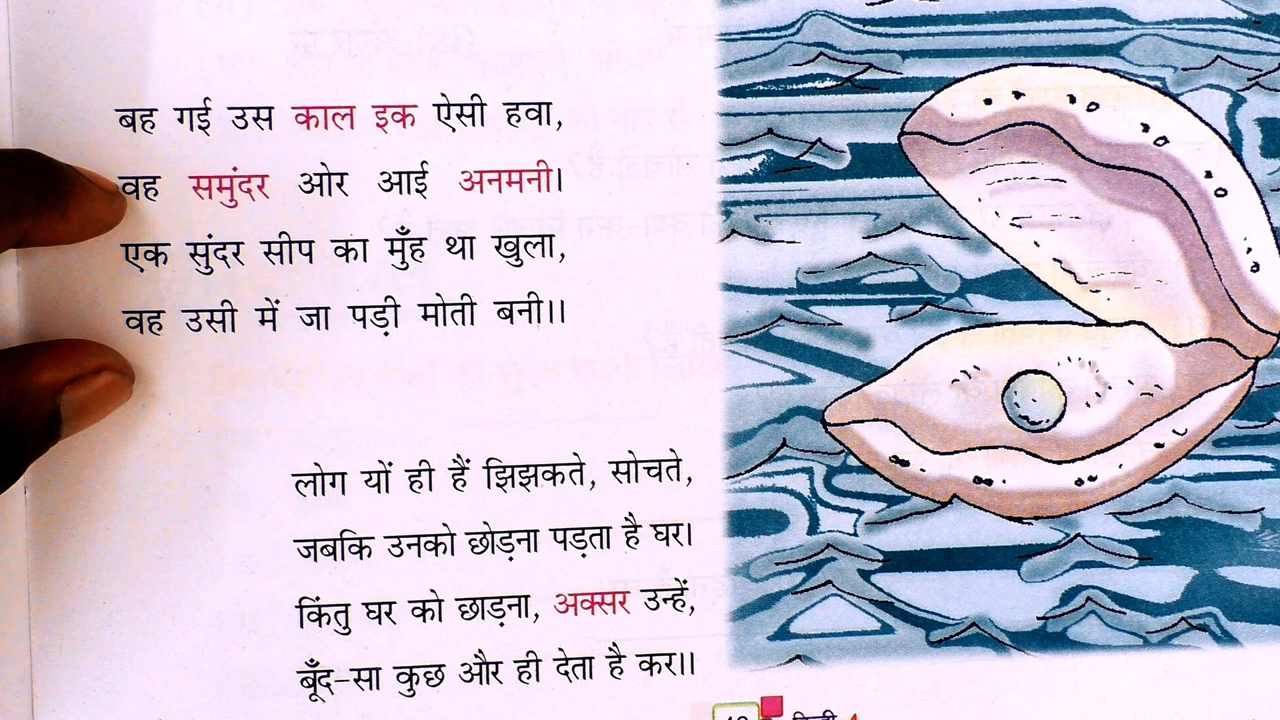 बह गई उस काल इक ऐसी हवा,
वह समुंदर ओर आई अनमनी।
एक सुंदर सीप का मुँह था खुला,
वह उसी में जा पड़ी मोती बनी।।
लोग यों ही हैं झिझकते, सोचते,
जबकि उनको छोड़ना पड़ता है घर।
किंतु घर को छाड़ना, अक्सर उन्हें,
बूँद-सा कुछ और ही देता है कर।।